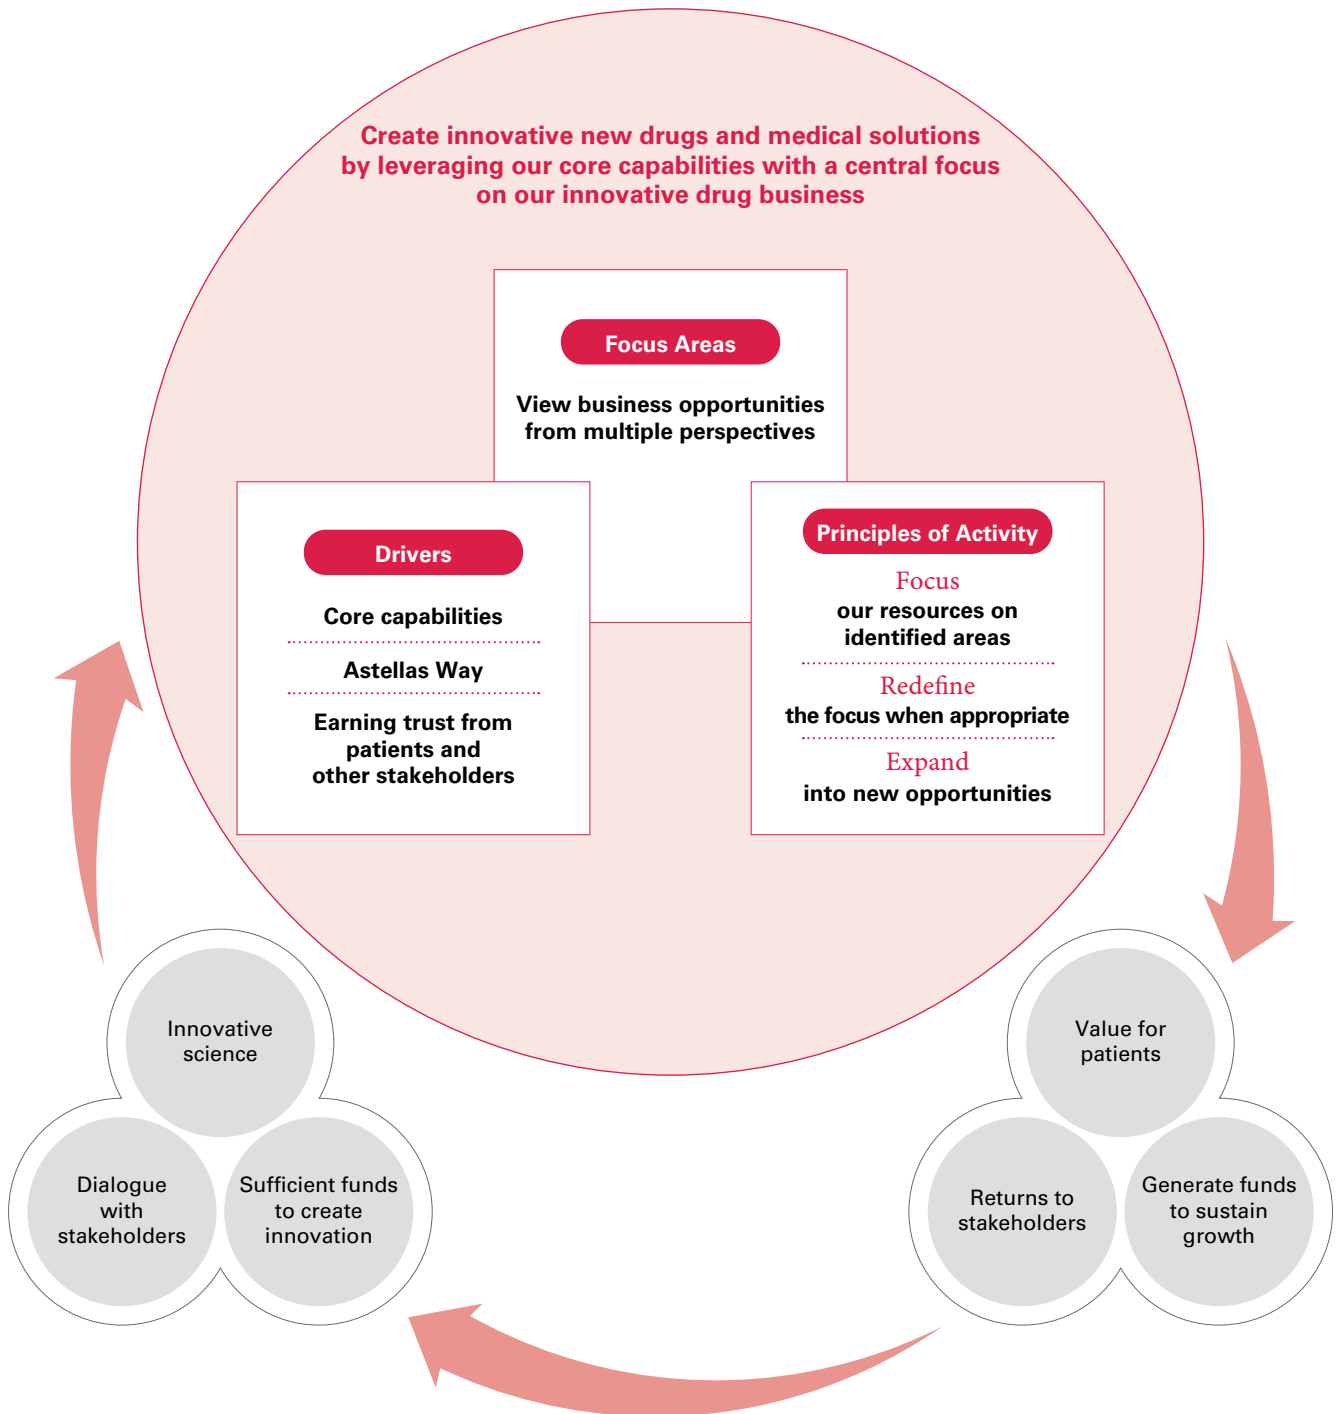 Create innovative new drugs and medical solutions
by leveraging our core capabilities with a central focus
on our innovative drug business
Focus Areas
View business opportunities
from multiple perspectives
Drivers
Core capabilities
Astellas Way
Earning trust from
patients and
other stakeholders
Principles of Activity
Focus
our resources on
identified areas
Redefine
the focus when appropriate
Expand
into new opportunities
Innovative
science
Dialogue
with
stakeholders
Sufficient funds
to create
innovation
Value for
patients
Returns to
stakeholders
Generate funds
to sustain
growth